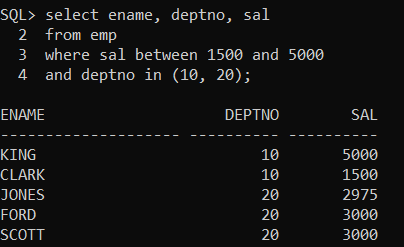 SQL> select ename, deptno, sal
  2  from emp
  3  where sal between 1500 and 5000
  4  and deptno in (10, 20);

ENAME                    DEPTNO        SAL
-------------------- ---------- ----------
KING                         10       5000
CLARK                        10       1500
JONES                        20       2975
FORD                         20       3000
SCOTT                        20       3000